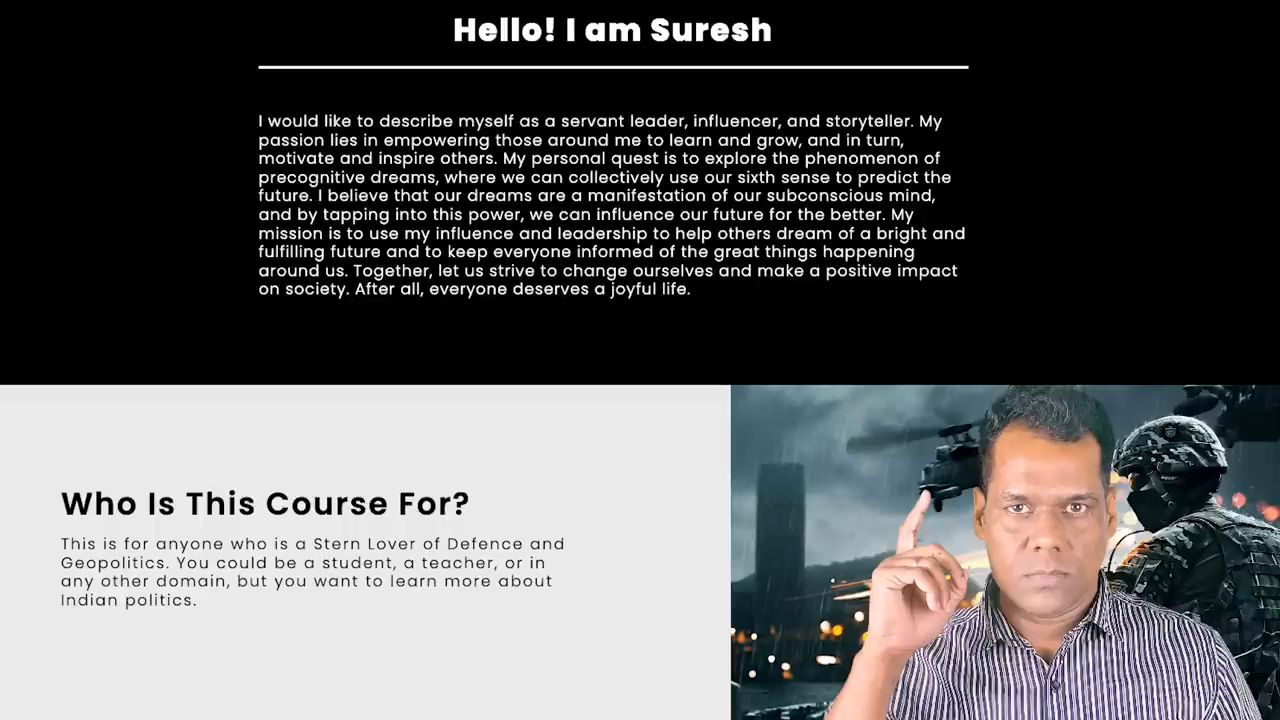 Hello! I am Suresh
I would like to describe myself as a servant leader, influencer, and storyteller. My
passion lies in empowering those around me to learn and grow, and in turn,
motivate and inspire others. My personal quest is to explore the phenomenon of
precognitive dreams, where we can collectively use our sixth sense to predict the
future. I believe that our dreams are a manifestation of our subconscious mind,
and by tapping into this power, we can influence our future for the better. My
mission is to use my influence and leadership to help others dream of a bright and
fulfilling future and to keep everyone informed of the great things happening
around us. Together, let us strive to change ourselves and make a positive impact
on society. After all, everyone deserves a joyful life.
Who Is This Course For?
This is for anyone who is a Stern Lover of Defence and
Geopolitics. You could be a student, a teacher, or in
any other domain, but you want to learn more about
Indian politics.